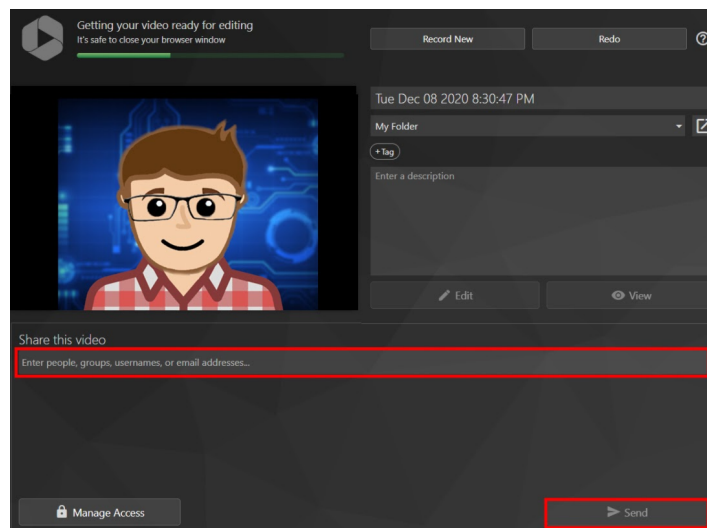 Getting your video ready for editing
It's safe to close your browser window
Record New
Redo
?
Tue Dec 08 2020 8:30:47 PM
My Folder
+Tag
Enter a description
Edit
View
Share this video
Enter people, groups, usernames, or email addresses...
Manage Access
Send